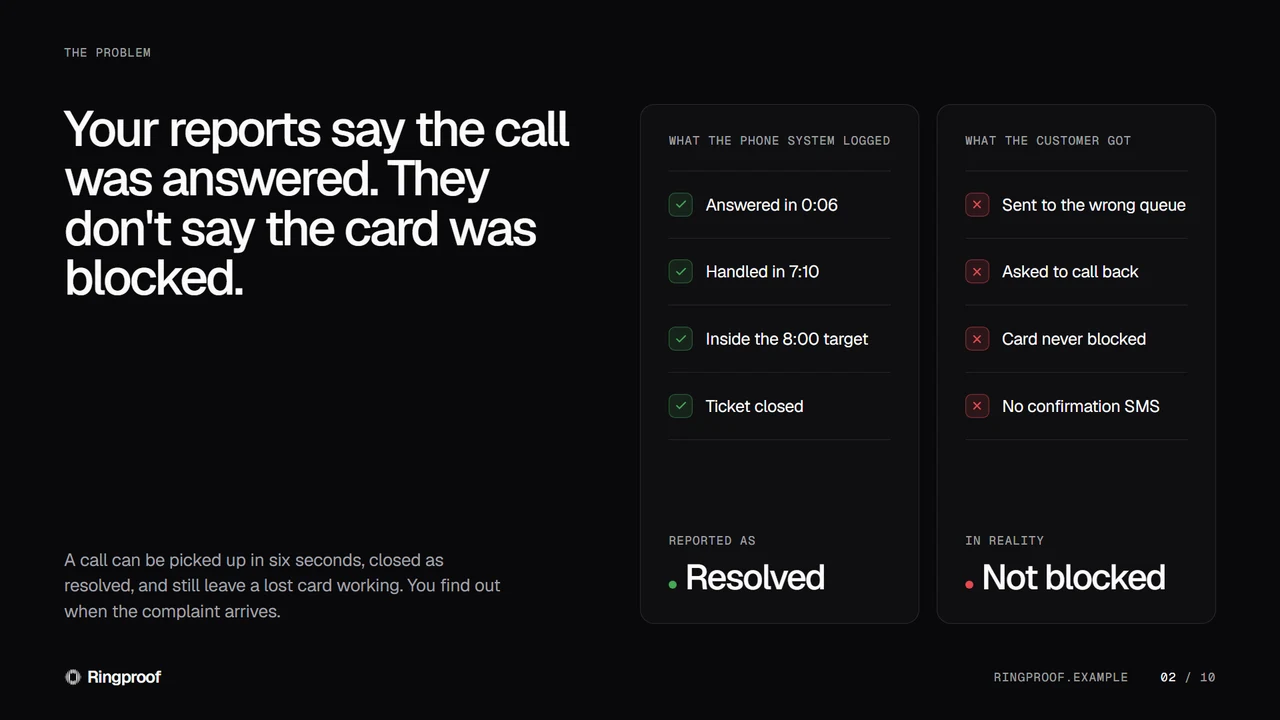 THE PROBLEM
Your reports say the call
was answered. They
don't say the card was
blocked.
A call can be picked up in six seconds, closed as
resolved, and still leave a lost card working. You find out
when the complaint arrives.
WHAT THE PHONE SYSTEM LOGGED
Answered in 0:06
Handled in 7:10
Inside the 8:00 target
Ticket closed
REPORTED AS
Resolved
WHAT THE CUSTOMER GOT
Sent to the wrong queue
Asked to call back
Card never blocked
No confirmation SMS
IN REALITY
Not blocked
Ringproof
RINGPROOF.EXAMPLE
02 / 10